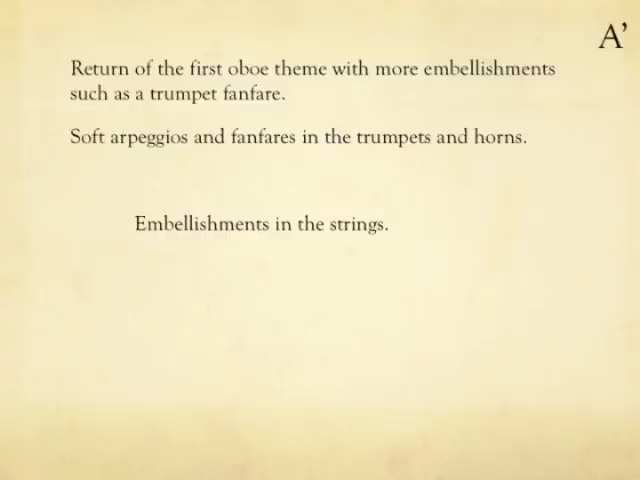 A'
Return of the first oboe theme with more embellishments
such as a trumpet fanfare.
Soft arpeggios and fanfares in the trumpets and horns.
Embellishments in the strings.